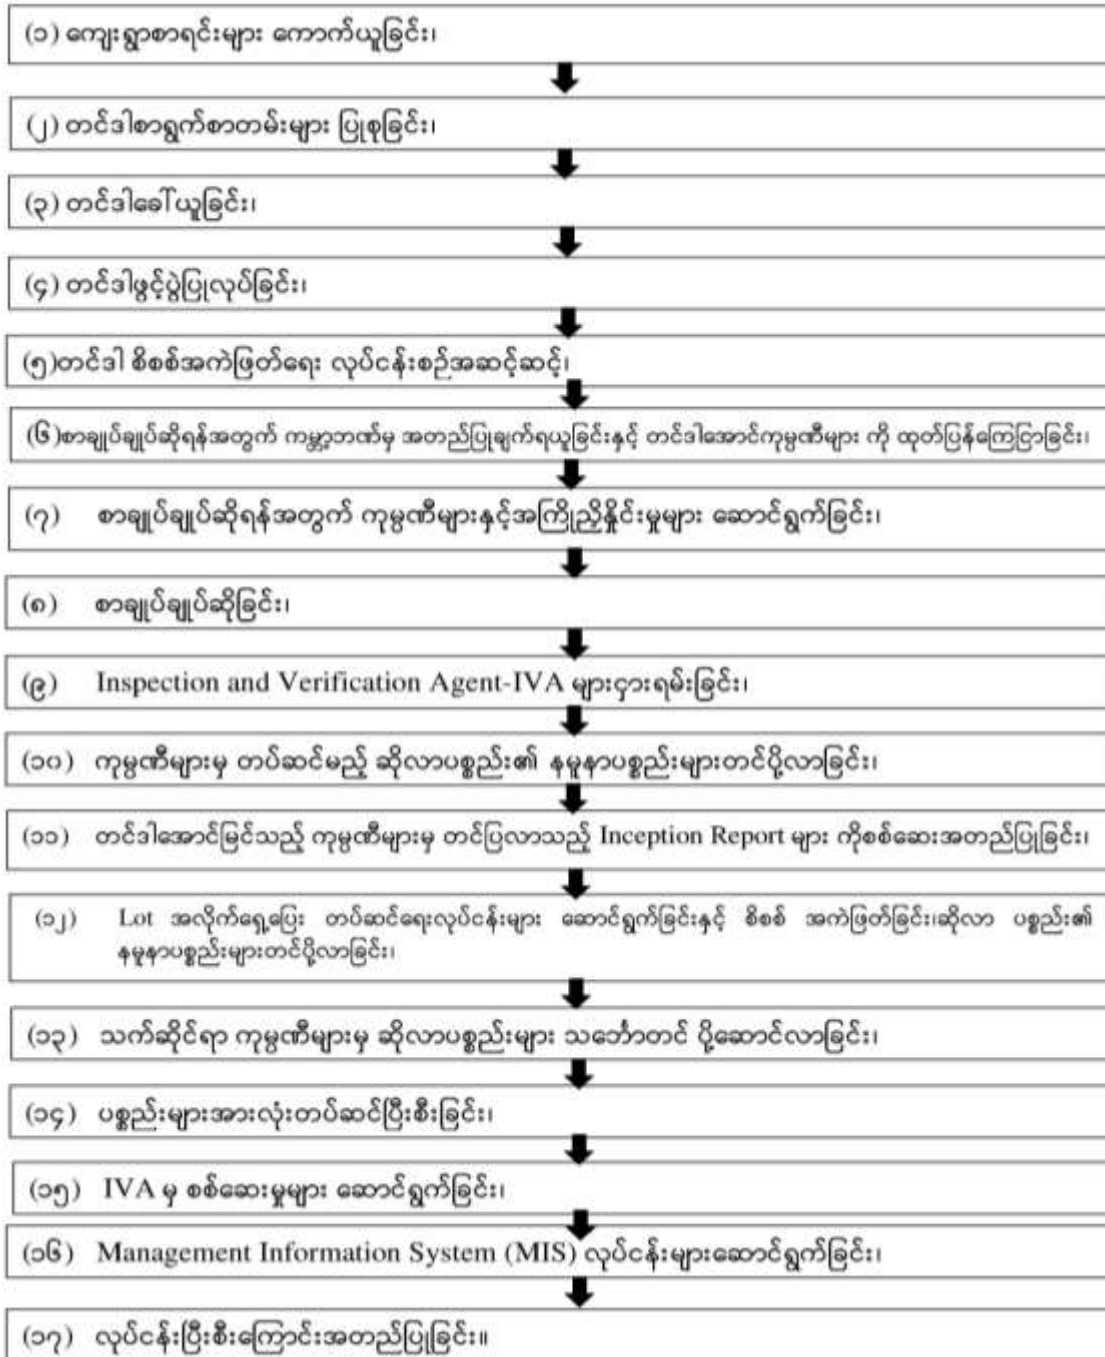 (၁) ကျေးရွာစာရင်းများ ကောက်ယူခြင်း၊
(၂) တင်ဒါစာရွက်စာတမ်းများ ပြုစုခြင်း၊
(၃) တင်ဒါခေါ်ယူခြင်း၊
(၄) တင်ဒါဖွင့်ပွဲပြုလုပ်ခြင်း၊
(၅)တင်ဒါ စိစစ်အကဲဖြတ်ရေး လုပ်ငန်းစဉ်အဆင့်ဆင့်၊
(၆)စာချုပ်ချုပ်ဆိုရန်အတွက် ကမ္ဘာ့ဘဏ်မှ အတည်ပြုချက်ရယူခြင်းနှင့် တင်ဒါအောင်ကုမ္ပဏီများ ကို ထုတ်ပြန်ကြေငြာခြင်း၊
(၇) စာချုပ်ချုပ်ဆိုရန်အတွက် ကုမ္ပဏီများနှင့်အကြိုညှိနှိုင်းမှုများ ဆောင်ရွက်ခြင်း၊
(၈) စာချုပ်ချုပ်ဆိုခြင်း၊
(၉) Inspection and Verification Agent-IVA များငှားရမ်းခြင်း၊
(၁၀) ကုမ္ပဏီများမှ တပ်ဆင်မည့် ဆိုလာပစ္စည်း၏ နမူနာပစ္စည်းများတင်ပို့လာခြင်း၊
(၁၁) တင်ဒါအောင်မြင်သည့် ကုမ္ပဏီများမှ တင်ပြလာသည့် Inception Report များ ကိုစစ်ဆေးအတည်ပြုခြင်း၊
(၁၂) Lot အလိုက်ရှေ့ပြေး တပ်ဆင်ရေးလုပ်ငန်းများ ဆောင်ရွက်ခြင်းနှင့် စိစစ် အကဲဖြတ်ခြင်း၊ဆိုလာ ပစ္စည်း၏
နမူနာပစ္စည်းများတင်ပို့လာခြင်း၊
(၁၃) သက်ဆိုင်ရာ ကုမ္ပဏီများမှ ဆိုလာပစ္စည်းများ သင်္ဘောတင် ပို့ဆောင်လာခြင်း၊
(၁၄) ပစ္စည်းများအားလုံးတပ်ဆင်ပြီးစီးခြင်း၊
(၁၅) IVA မှ စစ်ဆေးမှုများ ဆောင်ရွက်ခြင်း၊
(၁၆) Management Information System (MIS) လုပ်ငန်းများဆောင်ရွက်ခြင်း၊
(၁၇) လုပ်ငန်းပြီးစီးကြောင်းအတည်ပြုခြင်း။